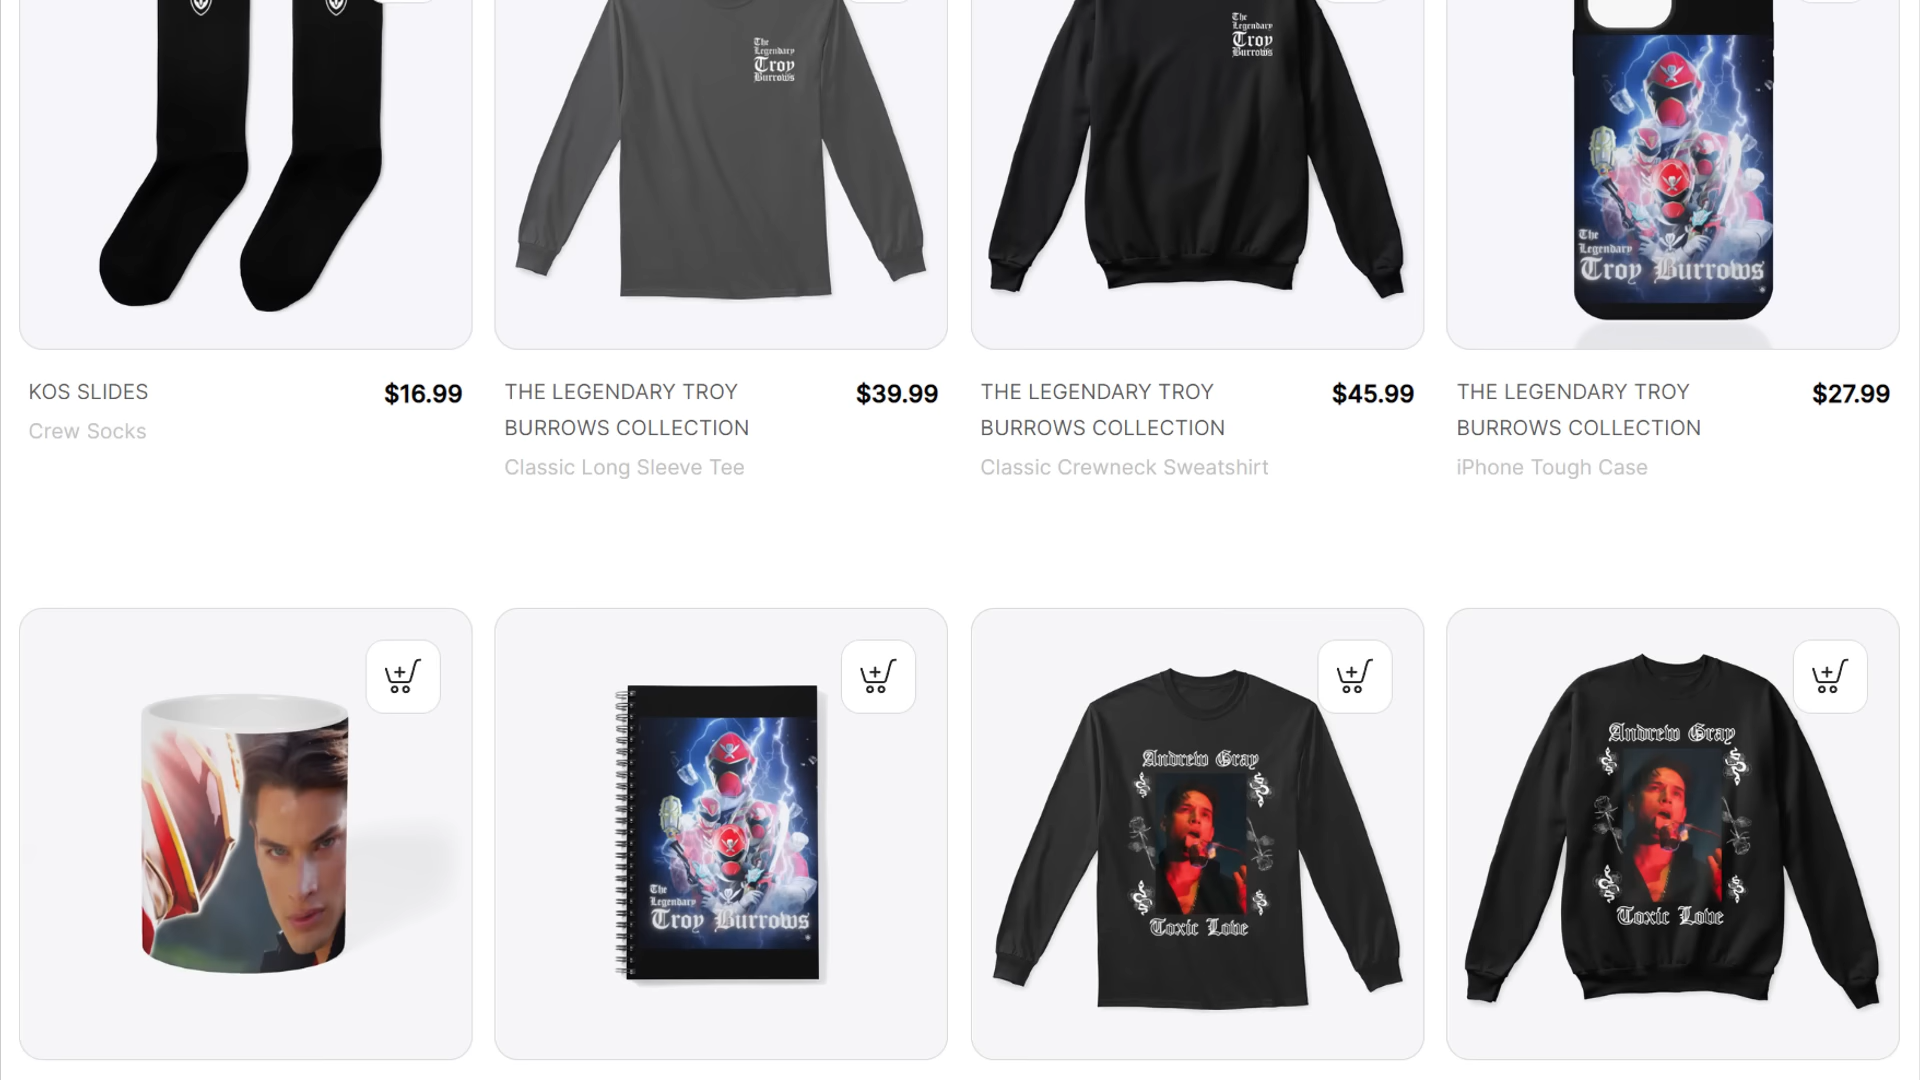 The
Legendary
Troy
Burrows
The
Legendary
Troy
Burrows
The
Legendary
Troy Burrows
KOS SLIDES
$16.99
Crew Socks
THE LEGENDARY TROY
$39.99
BURROWS COLLECTION
Classic Long Sleeve Tee
THE LEGENDARY TROY
$45.99
BURROWS COLLECTION
Classic Crewneck Sweatshirt
THE LEGENDARY TROY
$27.99
BURROWS COLLECTION
iPhone Tough Case
The
Legendary
Troy Burrows
Andrew Gray
Toxic Love
Andrew Gray
Toxic Love